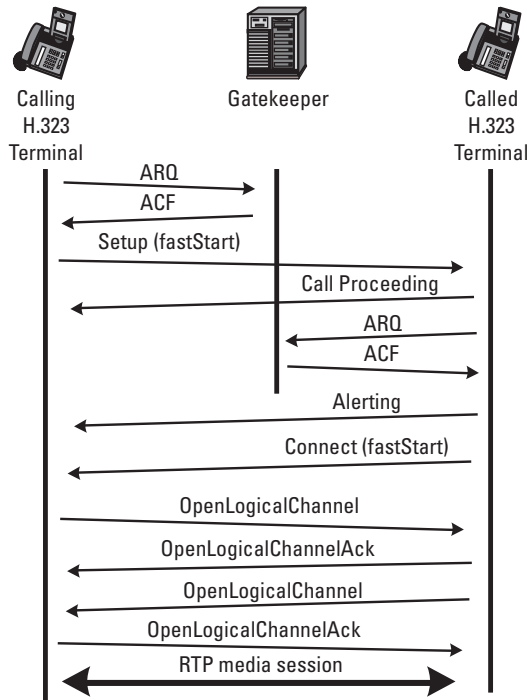 Calling
H.323
Terminal
Gatekeeper
Called
H.323
Terminal
ARQ
ACF
Setup (fastStart)
Call Proceeding
ARQ
ACF
Alerting
Connect (fastStart)
OpenLogicalChannel
OpenLogicalChannelAck
OpenLogicalChannel
OpenLogicalChannelAck
RTP media session